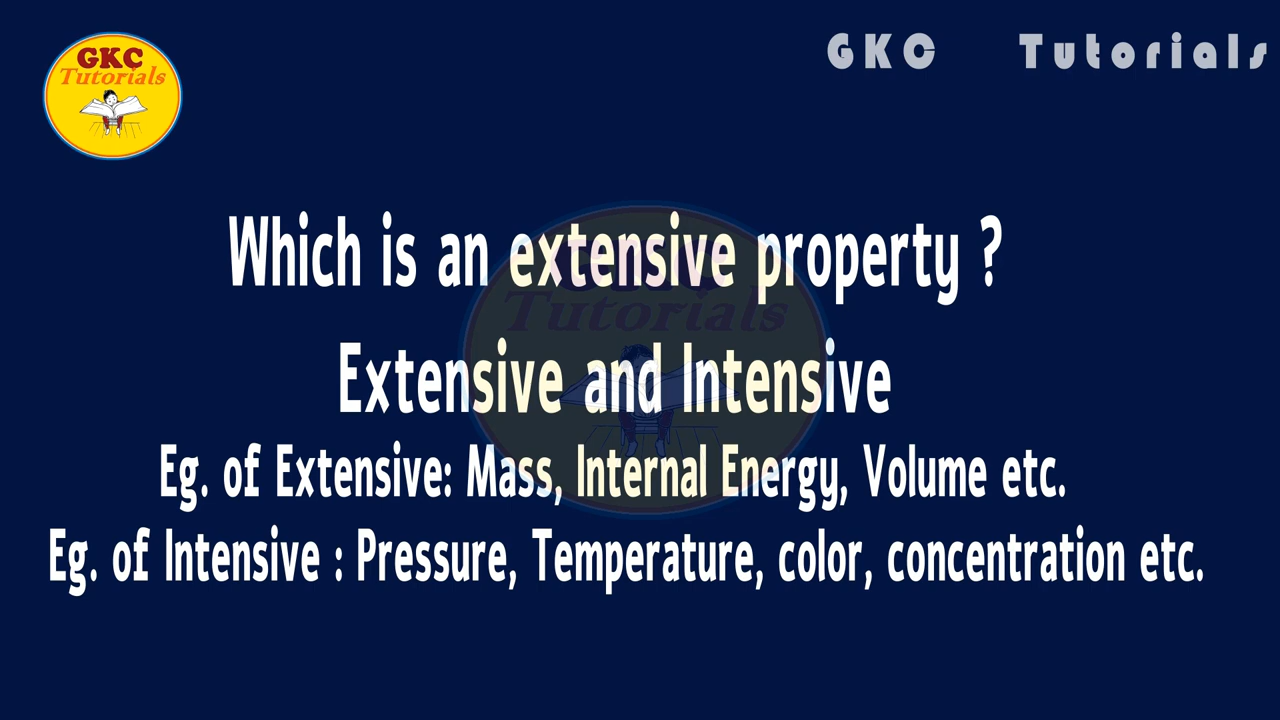 GKC
Tutorials
GKC Tutorials
Which is an extensive property ?
Tutorials
Extensive and Intensive
Eg. of Extensive: Mass, Internal Energy, Volume etc.
Eg. of Intensive : Pressure, Temperature, color, concentration etc.